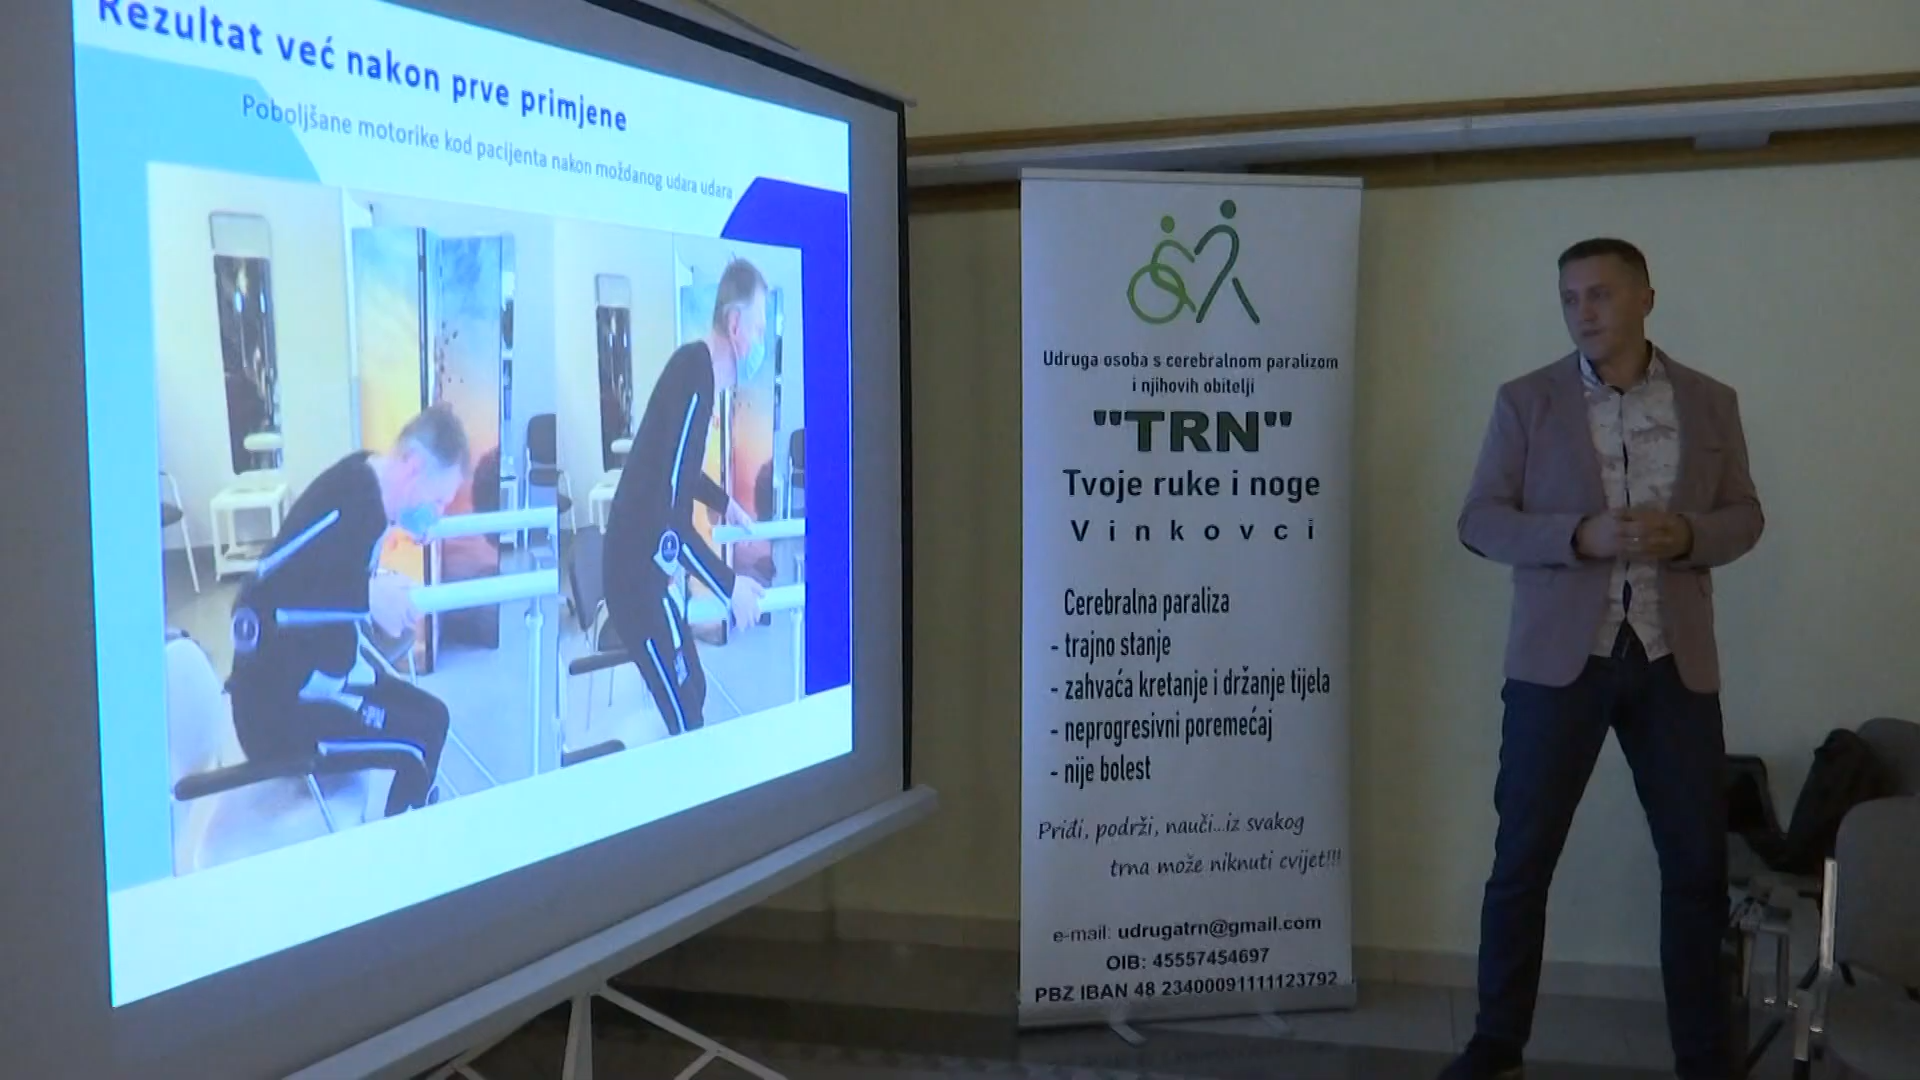 Rezultat već nakon prve primjene
Poboljšane motorike kod pacijenta nakon moždanog udara udara
Udruga osoba s cerebralnom paralizom
i njihovih obitelji
"TRN"
Tvoje ruke i noge
Vinkovci
Cerebralna paraliza
- trajno stanje
- zahvaća kretanje i držanje tijela
- neprogresivni poremećaj
- nije bolest
Priđi, podrži, nauči...iz svakog
trna može niknuti cvijet!!!
e-mail: udrugatrn@gmail.com
OIB: 45557454697
PBZ IBAN 48 23400091111123792